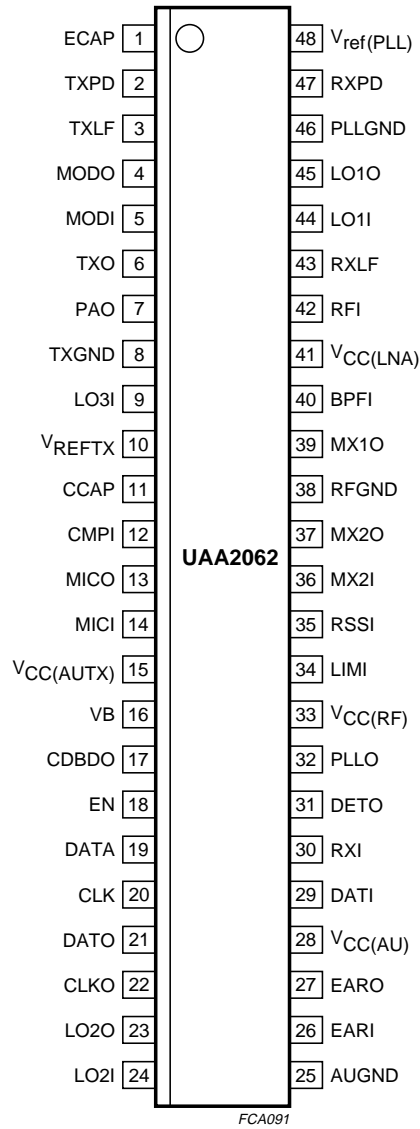 ECAP 1 48 Vref(PLL)
TXPD 2 47 RXPD
TXLF 3 46 PLLGND
MODO 4 45 LO1O
MODI 5 44 LO1I
TXO 6 43 RXLF
PAO 7 42 RFI
TXGND 8 41 VCC(LNA)
LO3I 9 40 BPFI
VREFTX 10 39 MX1O
CCAP 11 38 RFGND
CMPI 12 37 MX2O
UAA2062
MICO 13 36 MX2I
MICI 14 35 RSSI
VCC(AUTX) 15 34 LIMI
VB 16 33 VCC(RF)
CDBDO 17 32 PLLO
EN 18 31 DETO
DATA 19 30 RXI
CLK 20 29 DATI
DATO 21 28 VCC(AU)
CLKO 22 27 EARO
LO2O 23 26 EARI
LO2I 24 25 AUGND
FCA091